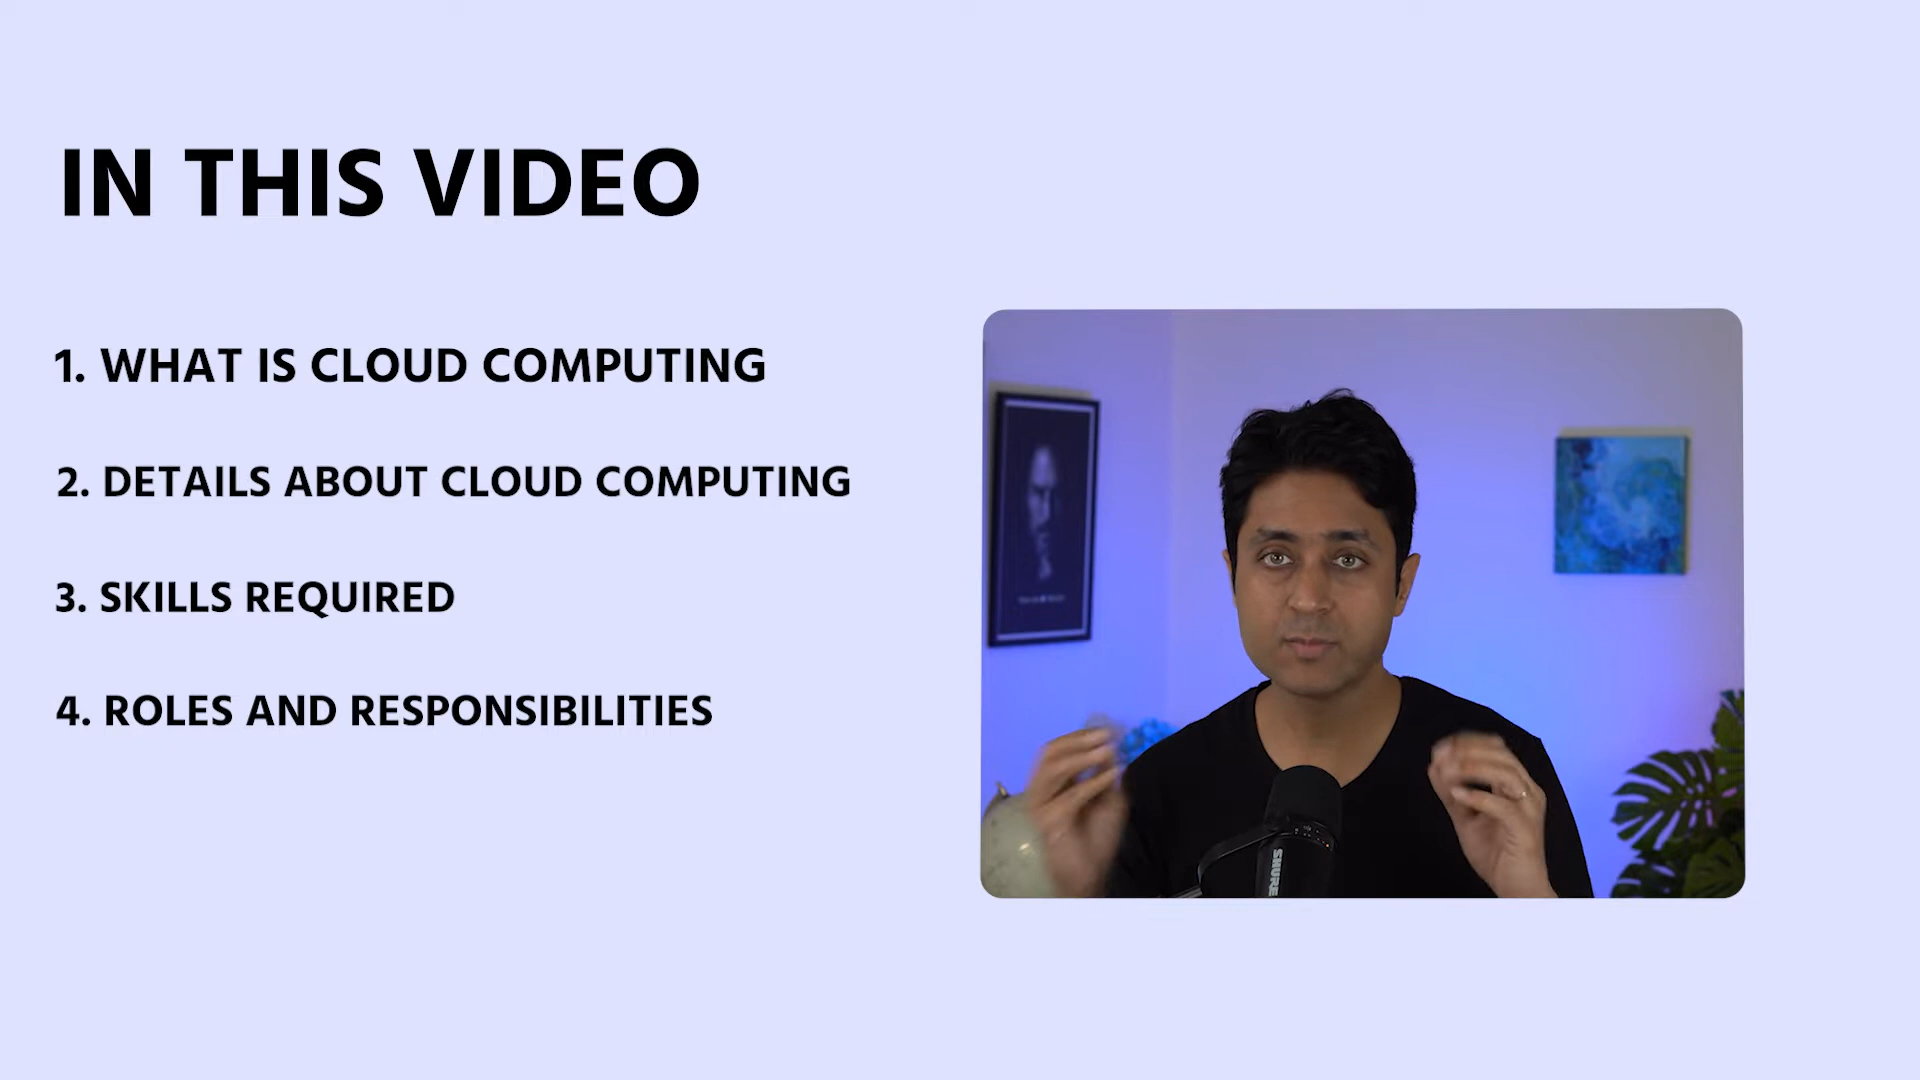 IN THIS VIDEO
1. WHAT IS CLOUD COMPUTING
2. DETAILS ABOUT CLOUD COMPUTING
3. SKILLS REQUIRED
4. ROLES AND RESPONSIBILITIES
SHURE